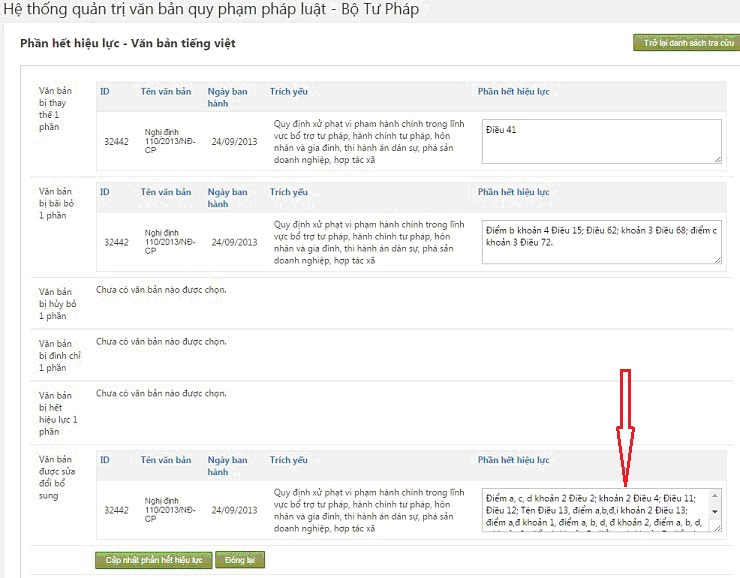 Hệ thống quản trị văn bản quy phạm pháp luật - Bộ Tư Pháp
Phần hết hiệu lực - Văn bản tiếng việt
Trở lại danh sách tra cứu
Văn bản
bị thay
thế 1
phần
ID
Tên văn bản
Ngày ban
hành
Trích yếu
Phần hết hiệu lực
32442
Nghị định
110/2013/NĐ-
CP
24/09/2013
Quy định xử phạt vi phạm hành chính trong lĩnh
vực bổ trợ tư pháp, hành chính tư pháp, hôn
nhân và gia đình, thi hành án dân sự, phá sản
doanh nghiệp, hợp tác xã
Điều 41
Văn bản
bị bãi bỏ
1 phần
ID
Tên văn bản
Ngày ban
hành
Trích yếu
Phần hết hiệu lực
32442
Nghị định
110/2013/NĐ-
CP
24/09/2013
Quy định xử phạt vi phạm hành chính trong lĩnh
vực bổ trợ tư pháp, hành chính tư pháp, hôn
nhân và gia đình, thi hành án dân sự, phá sản
doanh nghiệp, hợp tác xã
Điểm b khoản 4 Điều 15; Điều 62; khoản 3 Điều 68; điểm c
khoản 3 Điều 72.
Văn bản
bị hủy bỏ
1 phần
Chưa có văn bản nào được chọn.
Văn bản
bị đình chỉ
1 phần
Chưa có văn bản nào được chọn.
Văn bản
bị hết
hiệu lực 1
phần
Chưa có văn bản nào được chọn.
Văn bản
được sửa
đổi bổ
sung
ID
Tên văn bản
Ngày ban
hành
Trích yếu
Phần hết hiệu lực
32442
Nghị định
110/2013/NĐ-
CP
24/09/2013
Quy định xử phạt vi phạm hành chính trong lĩnh
vực bổ trợ tư pháp, hành chính tư pháp, hôn
nhân và gia đình, thi hành án dân sự, phá sản
doanh nghiệp, hợp tác xã
Điểm a, c, d khoản 2 Điều 2; khoản 2 Điều 4; Điều 11;
Điều 12; Tên Điều 13, điểm a,b,đ,i khoản 2 Điều 13;
điểm a,đ khoản 1, điểm a, b, d, đ khoản 2, điểm a, b, d,
Cập nhật phần hết hiệu lực
Đóng lại